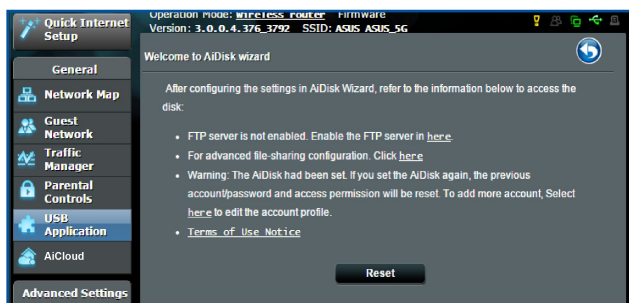 Quick Internet
Setup
General
Network Map
Guest
Network
Traffic
Manager
Parental
Controls
USB
Application
AiCloud
Advanced Settings
Operation Mode: Wireless router Firmware
Version: 3.0.0.4.376_3792 SSID: ASUS ASUS_5G
Welcome to AiDisk wizard
After configuring the settings in AiDisk Wizard, refer to the information below to access the
disk:
• FTP server is not enabled. Enable the FTP server in here.
• For advanced file-sharing configuration. Click here
• Warning: The AiDisk had been set. If you set the AiDisk again, the previous
account/password and access permission will be reset. To add more account, Select
here to edit the account profile.
• Terms of Use Notice
Reset